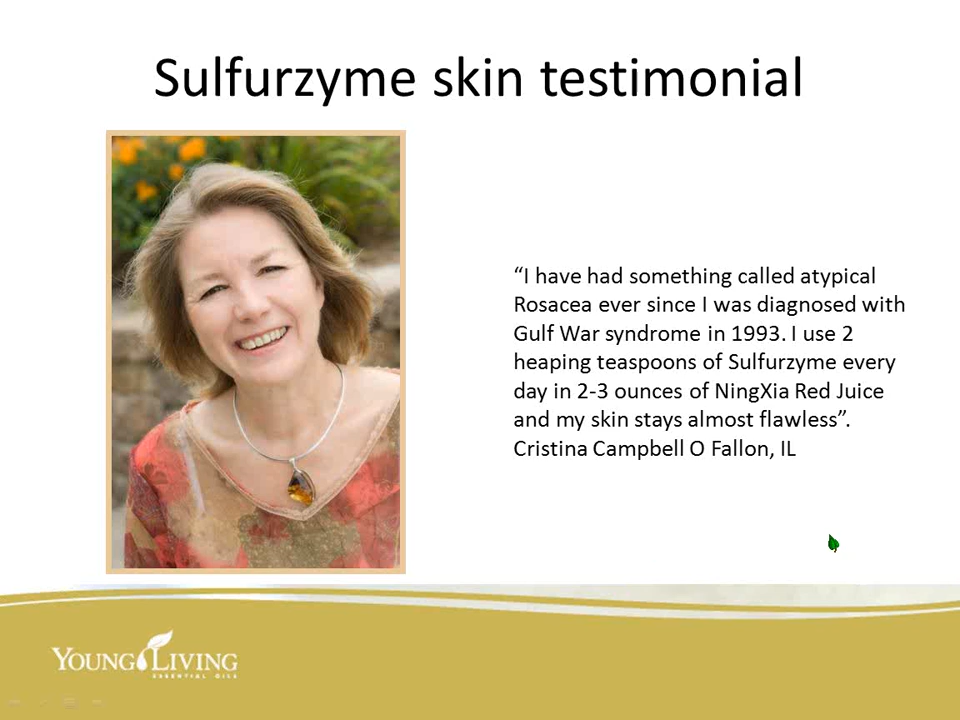 Sulfurzyme skin testimonial
“I have had something called atypical
Rosacea ever since I was diagnosed with
Gulf War syndrome in 1993. I use 2
heaping teaspoons of Sulfurzyme every
day in 2-3 ounces of NingXia Red Juice
and my skin stays almost flawless”.
Cristina Campbell O Fallon, IL
YOUNG LIVING
ESSENTIAL OILS